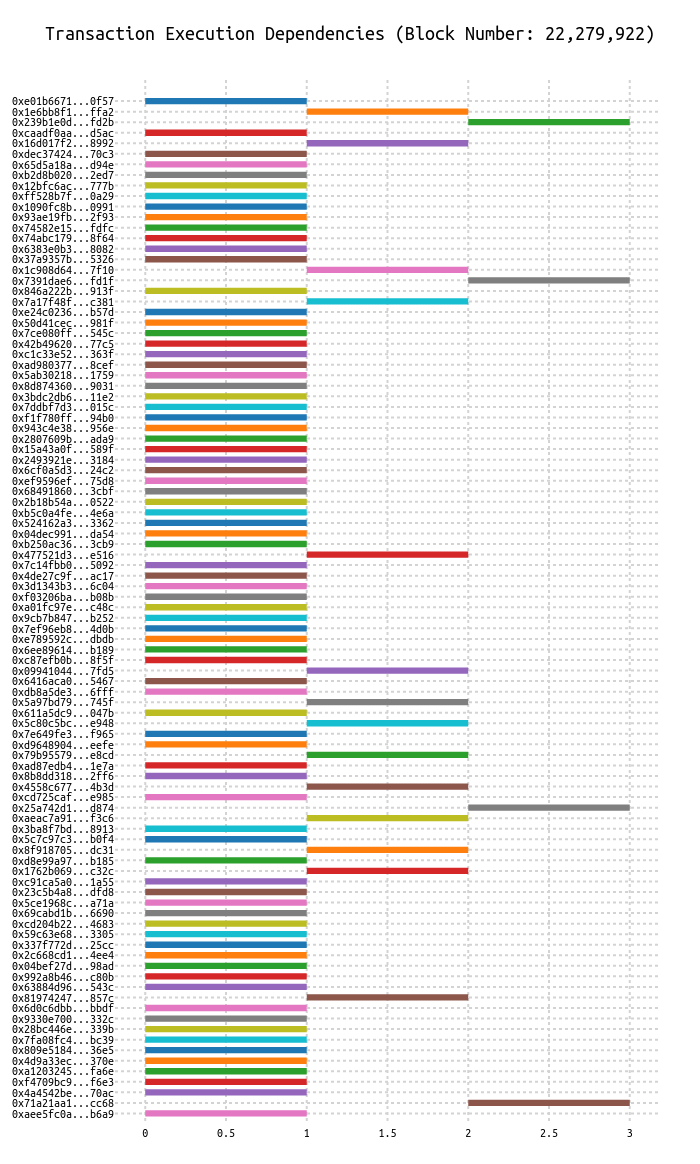 Transaction Execution Dependencies (Block Number: 22,279,922)
0xe01b6671...0f57
0x1e6bb8f1...ffa2
0x239b1e0d...fd2b
0xcaadf0aa...d5ac
0x16d017f2...8992
0xdec37424...70c3
0x65d5a18a...d94e
0xb2d8b020...2ed7
0x12bfc6ac...777b
0xff528b7f...0a29
0x1090fc8b...0991
0x93ae19fb...2f93
0x74582e15...fdfc
0x74abc179...8f64
0x6383e0b3...8082
0x37a9357b...5326
0x1c908d64...7f10
0x7391dae6...fd1f
0x846a222b...913f
0x7a17f48f...c381
0xe24c0236...b57d
0x50d41cec...981f
0x7ce080ff...545c
0x42b49620...77c5
0xc1c33e52...363f
0xad980377...8cef
0x5ab30218...1759
0x8d874360...9031
0x3bdc2db6...11e2
0x7ddbf7d3...015c
0xf1f780ff...94b0
0x943c4e38...956e
0x2807609b...ada9
0x15a43a0f...589f
0x2493921e...3184
0x6cf0a5d3...24c2
0xef9596ef...75d8
0x68491860...3cbf
0x2b18b54a...0522
0xb5c0a4fe...4e6a
0x524162a3...3362
0x04dec991...da54
0xb250ac36...3cb9
0x477521d3...e516
0x7c14fbb0...5092
0x4de27c9f...ac17
0x3d1343b3...6c04
0xf03206ba...b08b
0xa01fc97e...c48c
0x9cb7b847...b252
0x7ef96eb8...4d0b
0xe789592c...dbdb
0x6ee89614...b189
0xc87efb0b...8f5f
0x09941044...7fd5
0x6416aca0...5467
0xdb8a5de3...6fff
0x5a97bd79...745f
0x611a5dc9...047b
0x5c80c5bc...e948
0x7e649fe3...f965
0xd9648904...eefe
0x79b95579...e8cd
0xad87edb4...1e7a
0x8b8dd318...2ff6
0x4558c677...4b3d
0xcd725caf...e985
0x25a742d1...d874
0xaeac7a91...f3c6
0x3ba8f7bd...8913
0x5c7c97c3...b0f4
0x8f918705...dc31
0xd8e99a97...b185
0x1762b069...c32c
0xc91ca5a0...1a55
0x23c5b4a8...dfd8
0x5ce1968c...a71a
0x69cabd1b...6690
0xcd204b22...4683
0x59c63e68...3305
0x337f772d...25cc
0x2c668cd1...4ee4
0x04bef27d...98ad
0x992a8b46...c80b
0x63884d96...543c
0x81974247...857c
0x6d0c6dbb...bbdf
0x9330e700...332c
0x28bc446e...339b
0x7fa08fc4...bc39
0x809e5184...36e5
0x4d9a33ec...370e
0xa1203245...fa6e
0xf4709bc9...f6e3
0x4a4542be...70ac
0x71a21aa1...cc68
0xaee5fc0a...b6a9
0 0.5 1 1.5 2 2.5 3